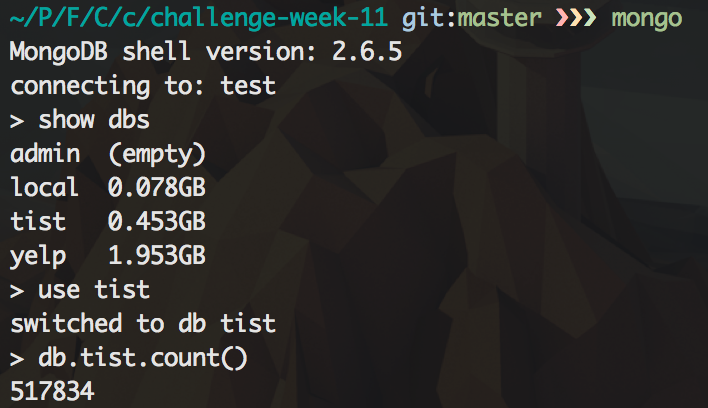 ~/P/F/C/c/challenge-week-11 git:master ❯❯❯ mongo
MongoDB shell version: 2.6.5
connecting to: test
> show dbs
admin  (empty)
local  0.078GB
tist   0.453GB
yelp   1.953GB
> use tist
switched to db tist
> db.tist.count()
517834